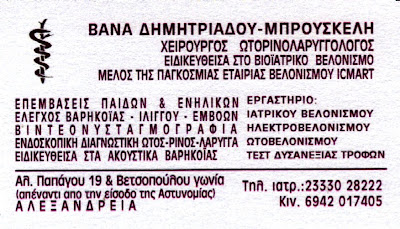 ΒΑΝΑ ΔΗΜΗΤΡΙΑΔΟΥ-ΜΠΡΟΥΣΚΕΛΗ
ΧΕΙΡΟΥΡΓΟΣ ΩΤΟΡΙΝΟΛΑΡΥΓΓΟΛΟΓΟΣ
ΕΙΔΙΚΕΥΘΕΙΣΑ ΣΤΟ ΒΙΟΪΑΤΡΙΚΟ ΒΕΛΟΝΙΣΜΟ
ΜΕΛΟΣ ΤΗΣ ΠΑΓΚΟΣΜΙΑΣ ΕΤΑΙΡΙΑΣ ΒΕΛΟΝΙΣΜΟΥ ICMART
ΕΠΕΜΒΑΣΕΙΣ ΠΑΙΔΩΝ & ΕΝΗΛΙΚΩΝ
ΕΛΕΓΧΟΣ ΒΑΡΗΚΟΪΑΣ - ΙΛΙΓΓΟΥ - ΕΜΒΟΩΝ
ΒΙΝΤΕΟΝΥΣΤΑΓΜΟΓΡΑΦΙΑ
ΕΝΔΟΣΚΟΠΙΚΗ ΔΙΑΓΝΩΣΤΙΚΗ ΩΤΟΣ-ΡΙΝΟΣ-ΛΑΡΥΓΓΑ
ΕΙΔΙΚΕΥΘΕΙΣΑ ΣΤΑ ΑΚΟΥΣΤΙΚΑ ΒΑΡΗΚΟΪΑΣ
ΕΡΓΑΣΤΗΡΙΟ:
ΙΑΤΡΙΚΟΥ ΒΕΛΟΝΙΣΜΟΥ
ΗΛΕΚΤΡΟΒΕΛΟΝΙΣΜΟΥ
ΩΤΟΒΕΛΟΝΙΣΜΟΥ
ΤΕΣΤ ΔΥΣΑΝΕΞΙΑΣ ΤΡΟΦΩΝ
Αλ. Παπάγου 19 & Βετσοπούλου γωνία
(απέναντι απο την είσοδο της Αστυνομίας)
ΑΛΕΞΑΝΔΡΕΙΑ
Τηλ. ιατρ.:23330 28222
Κιν. 6942 017405